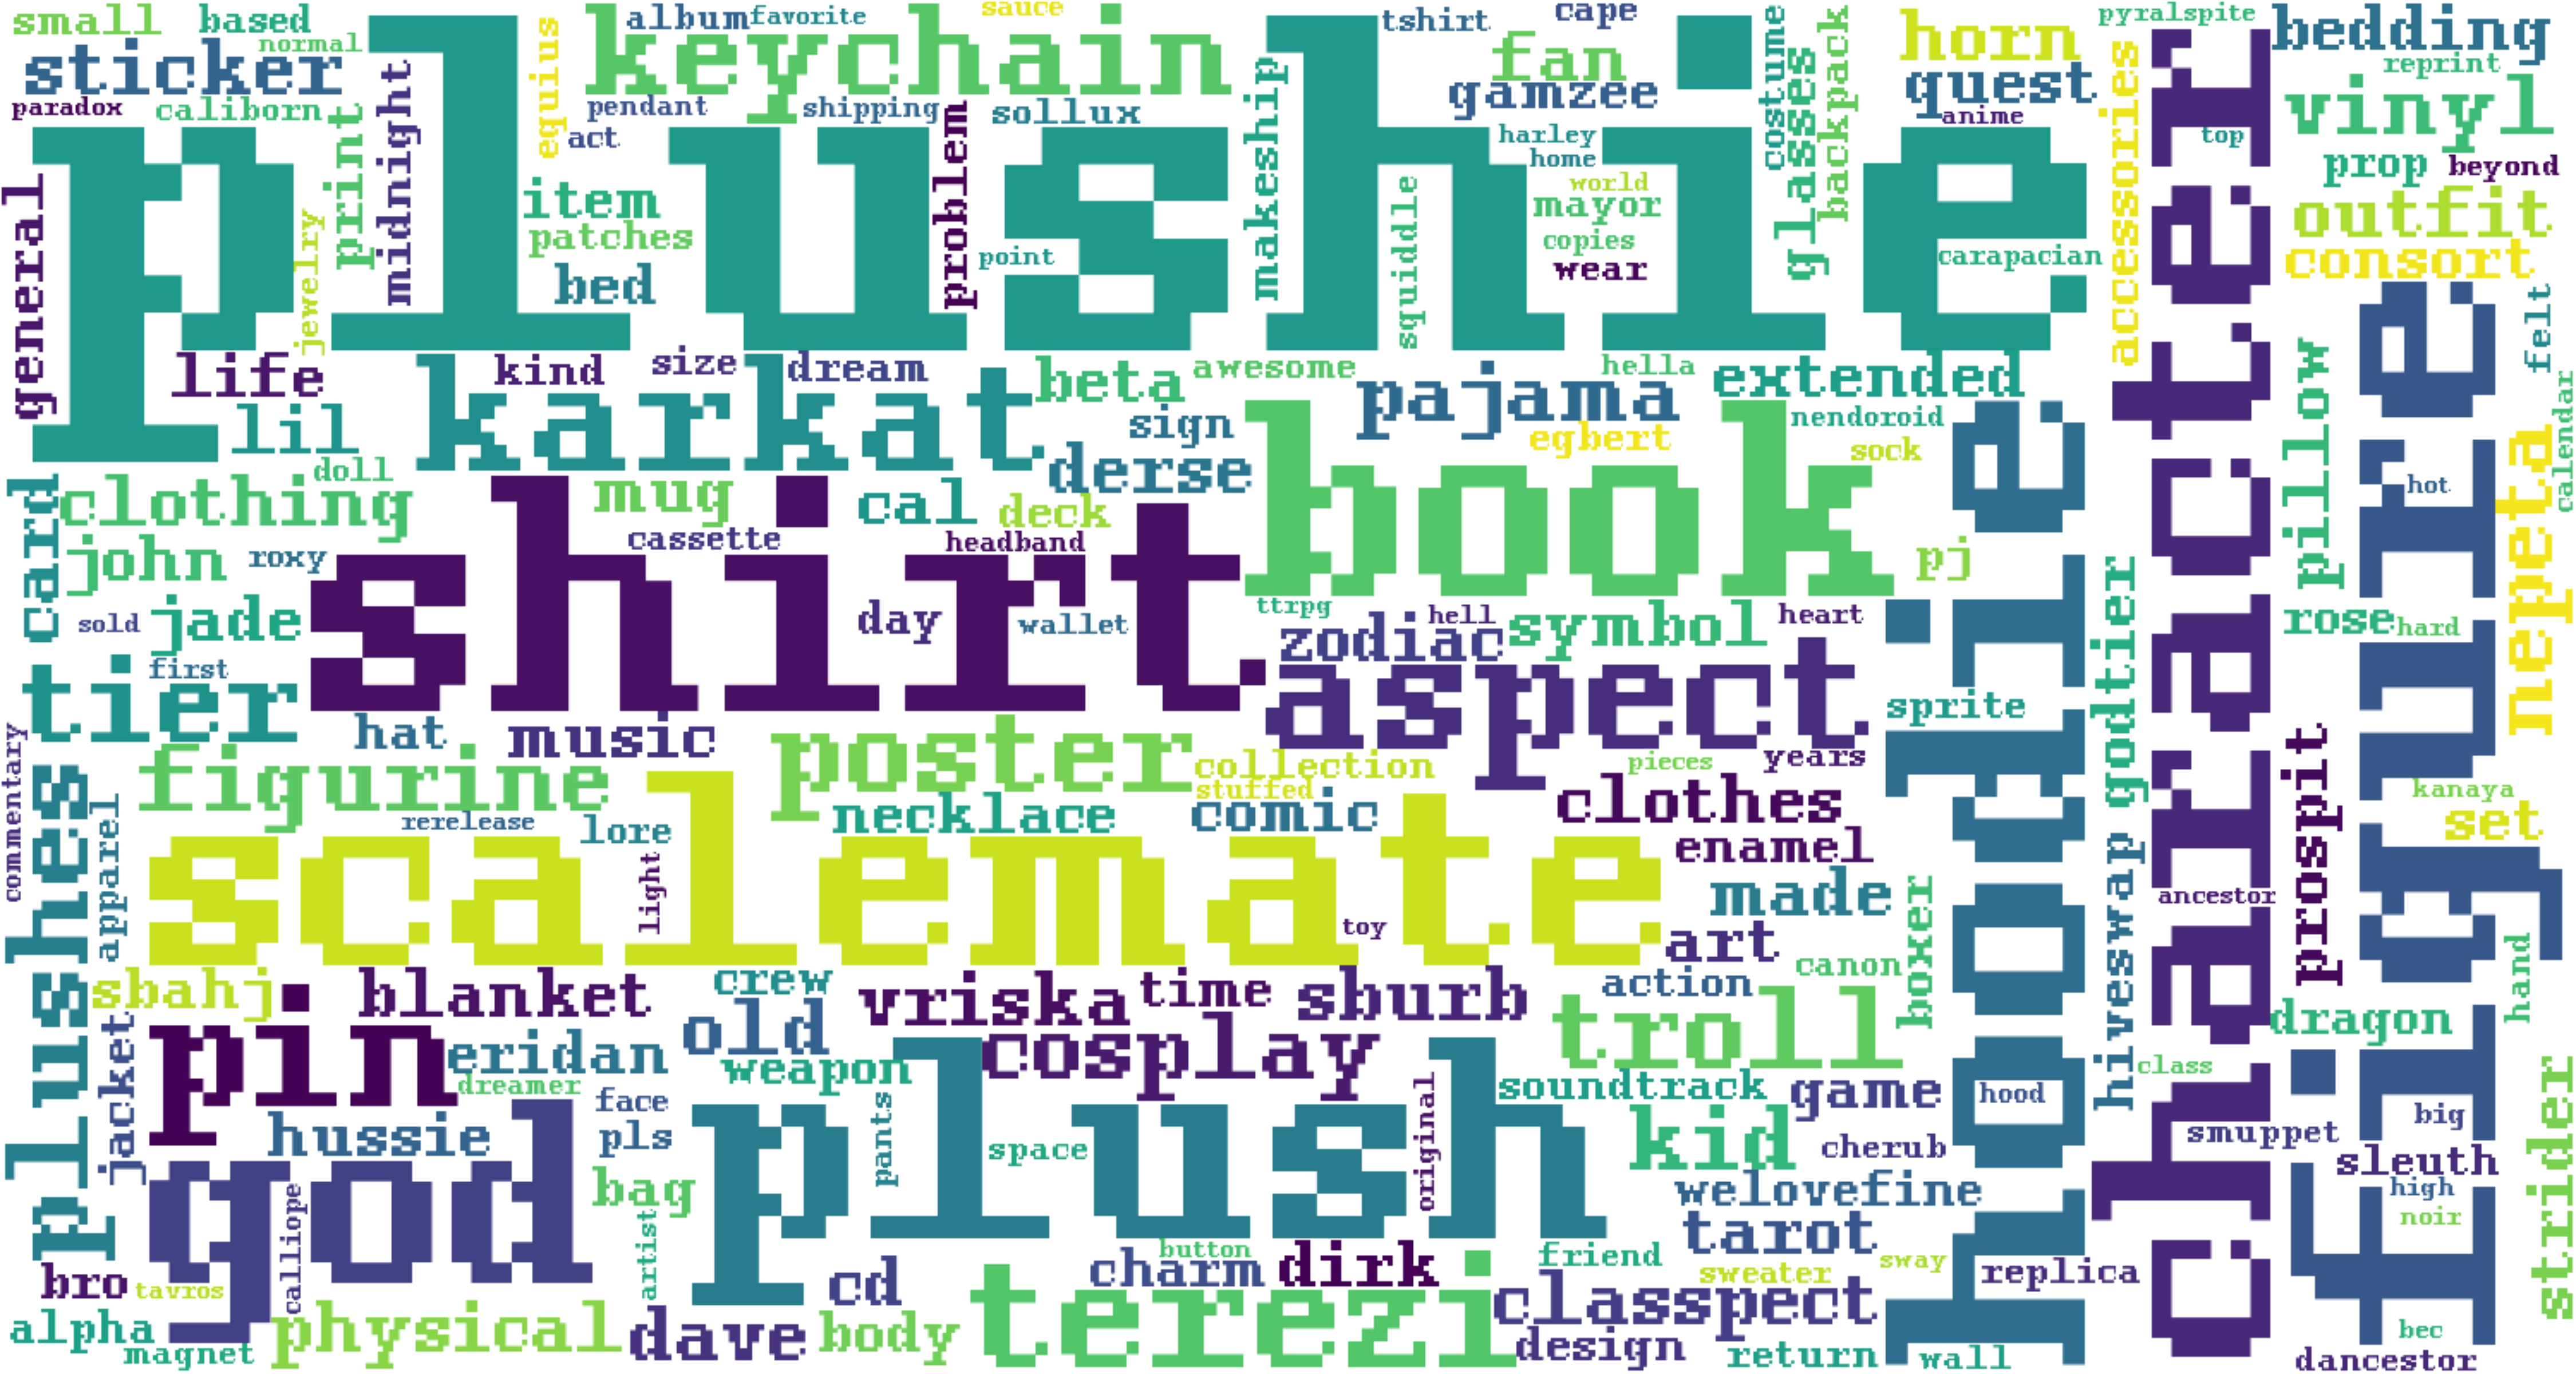 small
based
normal
sticker
paradox
caliborn
equius
album
favorite
sauce
keychain
pendant
shipping
act
sollux
tshirt
cape
fan
gamzee
harley
home
costume
glasses
backpack
horn
quest
anime
pyralspite
accessories
bedding
reprint
vinyl
top
prop
beyond
outfit
consort
plushie
general
jewelry
print
midnight
item
patches
bed
problem
point
makeship
squiddle
world
mayor
copies
wear
carapacian
character
figure
felt
calendar
life
lil
doll
kind
size
dream
karkat
beta
awesome
sign
derse
pajama
hella
extended
egbert
nendoroid
sock
hoodie
pillow
hot
nepeta
card
clothing
john
roxy
sold
jade
first
tier
shirt
mug
cassette
cal
deck
headband
day
wallet
book
pj
ttrpg
hell
heart
zodiac
symbol
aspect
sprite
godtier
rose
hard
hat
music
poster
collection
stuffed
pieces
years
commentary
plushes
apparel
figurine
rerelease
lore
necklace
comic
clothes
enamel
prospit
kanaya
set
scalemate
light
toy
made
art
boxer
hiveswap
ancestor
hand
sbahj
blanket
crew
old
vriska
time
sburb
action
canon
troll
dragon
jacket
pin
eridan
dreamer
weapon
cosplay
soundtrack
game
hood
class
big
smuppet
sleuth
high
noir
strider
hussie
face
pls
pants
plush
space
original
kid
cherub
welovefine
tarot
god
calliope
bag
artist
bro
tavros
alpha
magnet
physical
dave
cd
body
charm
button
dirk
terezi
friend
sweater
sway
classpect
design
return
replica
wall
bec
dancestor